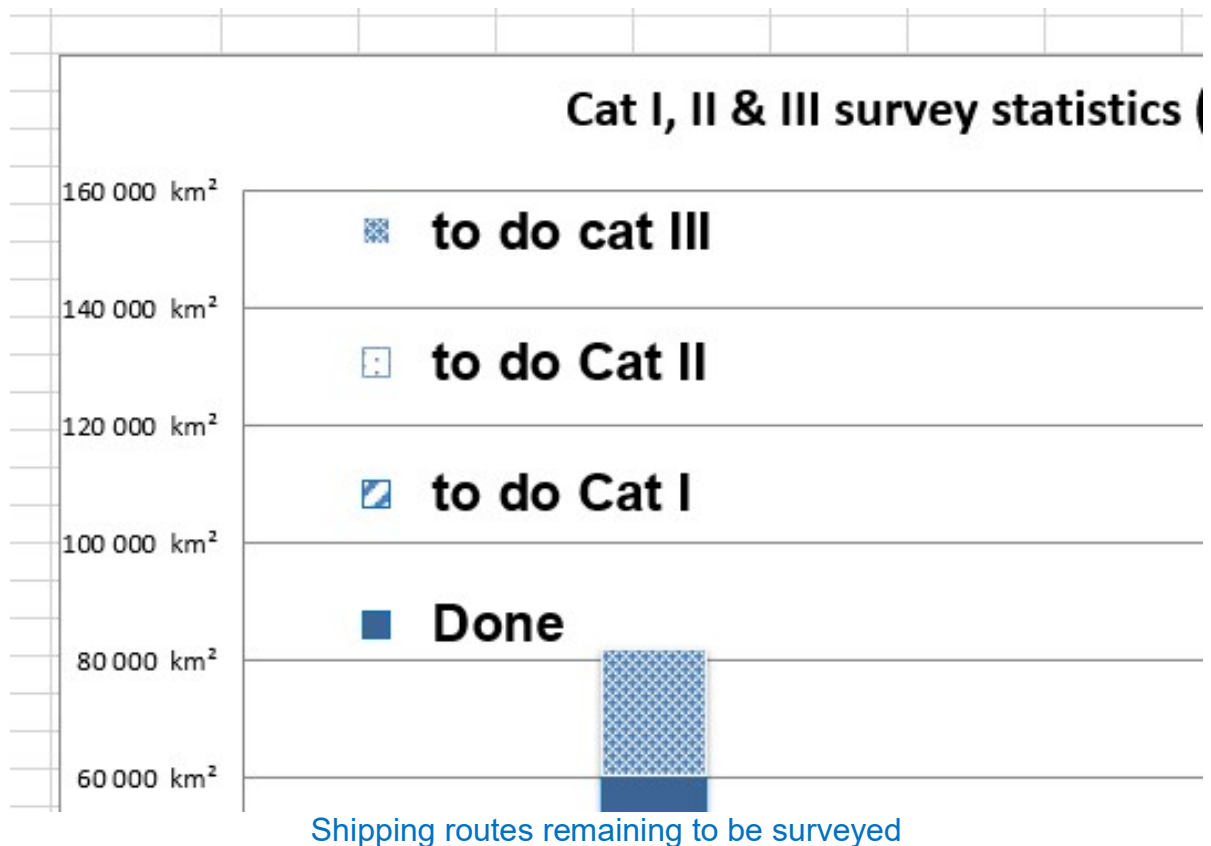 Cat I, II & III survey statistics (
160 000 km²
to do cat III
140 000 km²
to do Cat II
120 000 km²
to do Cat I
100 000 km²
Done
80 000 km²
60 000 km²
Shipping routes remaining to be surveyed